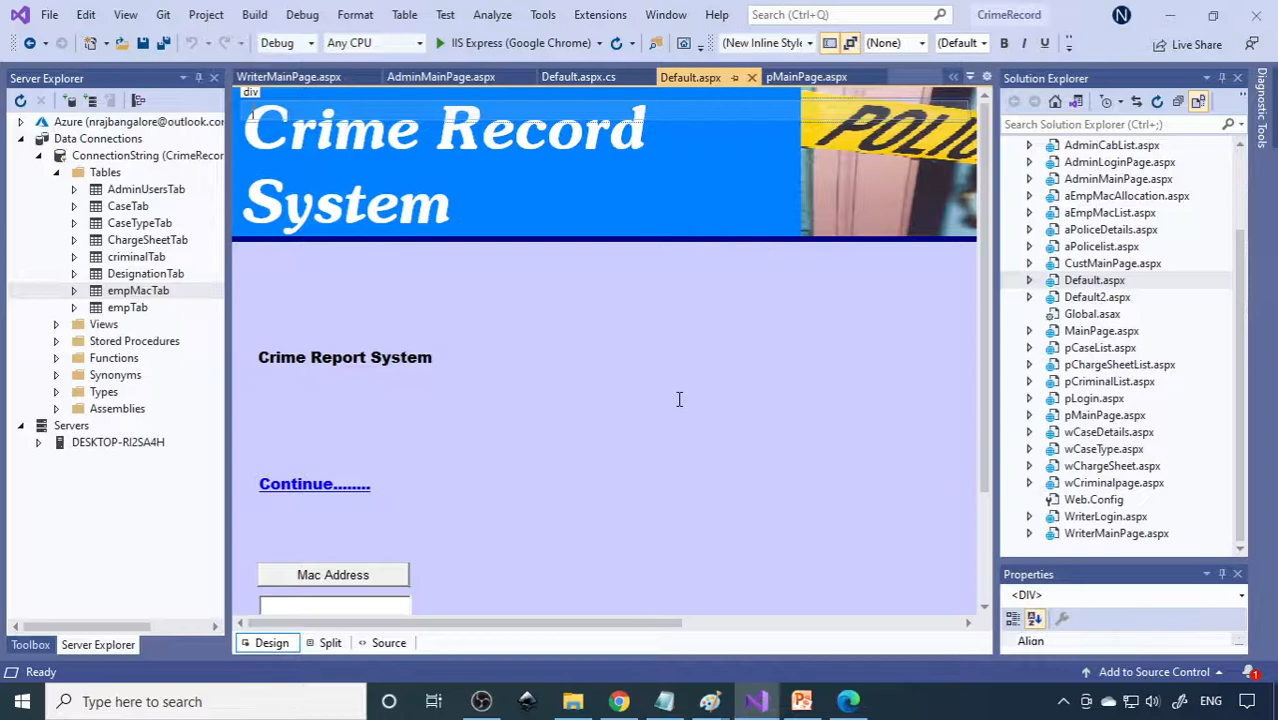 File Edit View Git Project Build Debug Format Table Test Analyze Tools Extensions Window Help Search (Ctrl+Q) CrimeRecord N
Debug Any CPU IIS Express (Google Chrome) (New Inline Style (None) (Default B I Live Share
Server Explorer
Azure (najbangalore@outlook.com
Data Connections
ConnectionString (CrimeRecor
Tables
AdminUsersTab
CaseTab
CaseTypeTab
ChargeSheetTab
criminalTab
DesignationTab
empMacTab
empTab
Views
Stored Procedures
Functions
Synonyms
Types
Assemblies
Servers
DESKTOP-RI2SA4H
Toolbox Server Explorer
WriterMainPage.aspx AdminMainPage.aspx Default.aspx.cs Default.aspx pMainPage.aspx
div
Crime Record
System
POLIC
Crime Report System
Continue........
Mac Address
Design Split Source
Solution Explorer
Search Solution Explorer (Ctrl+;)
AdminCabList.aspx
AdminLoginPage.aspx
AdminMainPage.aspx
aEmpMacAllocation.aspx
aEmpMacList.aspx
aPoliceDetails.aspx
aPolicelist.aspx
CustMainPage.aspx
Default.aspx
Default2.aspx
Global.asax
MainPage.aspx
pCaseList.aspx
pChargeSheetList.aspx
pCriminalList.aspx
pLogin.aspx
pMainPage.aspx
wCaseDetails.aspx
wCaseType.aspx
wChargeSheet.aspx
wCriminalpage.aspx
Web.Config
WriterLogin.aspx
WriterMainPage.aspx
Properties
<DIV>
Align
Diagnostic Tools
Ready Add to Source Control 1
Type here to search ENG